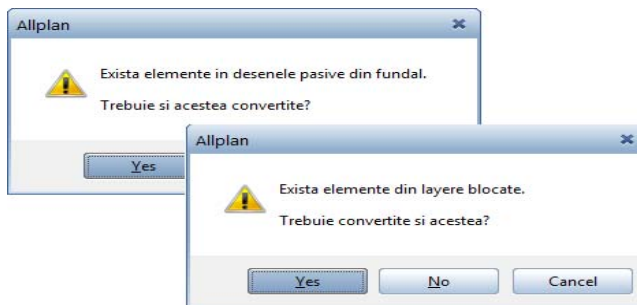 Allplan
Exista elemente in desenele pasive din fundal.
Trebuie si acestea convertite?
Yes
Allplan
Exista elemente din layere blocate.
Trebuie convertite si acestea?
Yes
No
Cancel